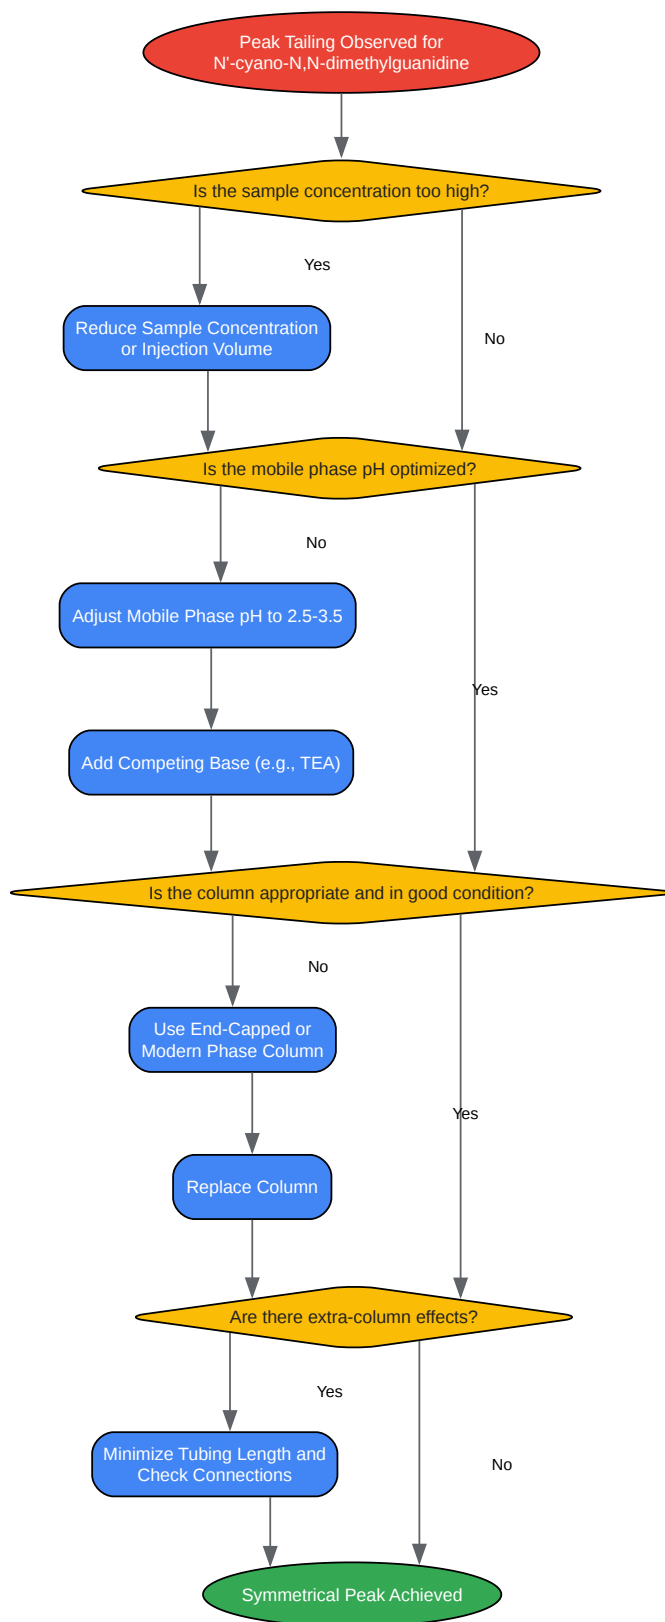 Peak Tailing Observed for
N'-cyano-N,N-dimethylguanidine
Is the sample concentration too high?
Yes
Reduce Sample Concentration
or Injection Volume
No
Is the mobile phase pH optimized?
No
Adjust Mobile Phase pH to 2.5-3.5
Yes
Add Competing Base (e.g., TEA)
Is the column appropriate and in good condition?
No
Use End-Capped or
Modern Phase Column
Yes
Replace Column
Are there extra-column effects?
Yes
Minimize Tubing Length and
Check Connections
No
Symmetrical Peak Achieved